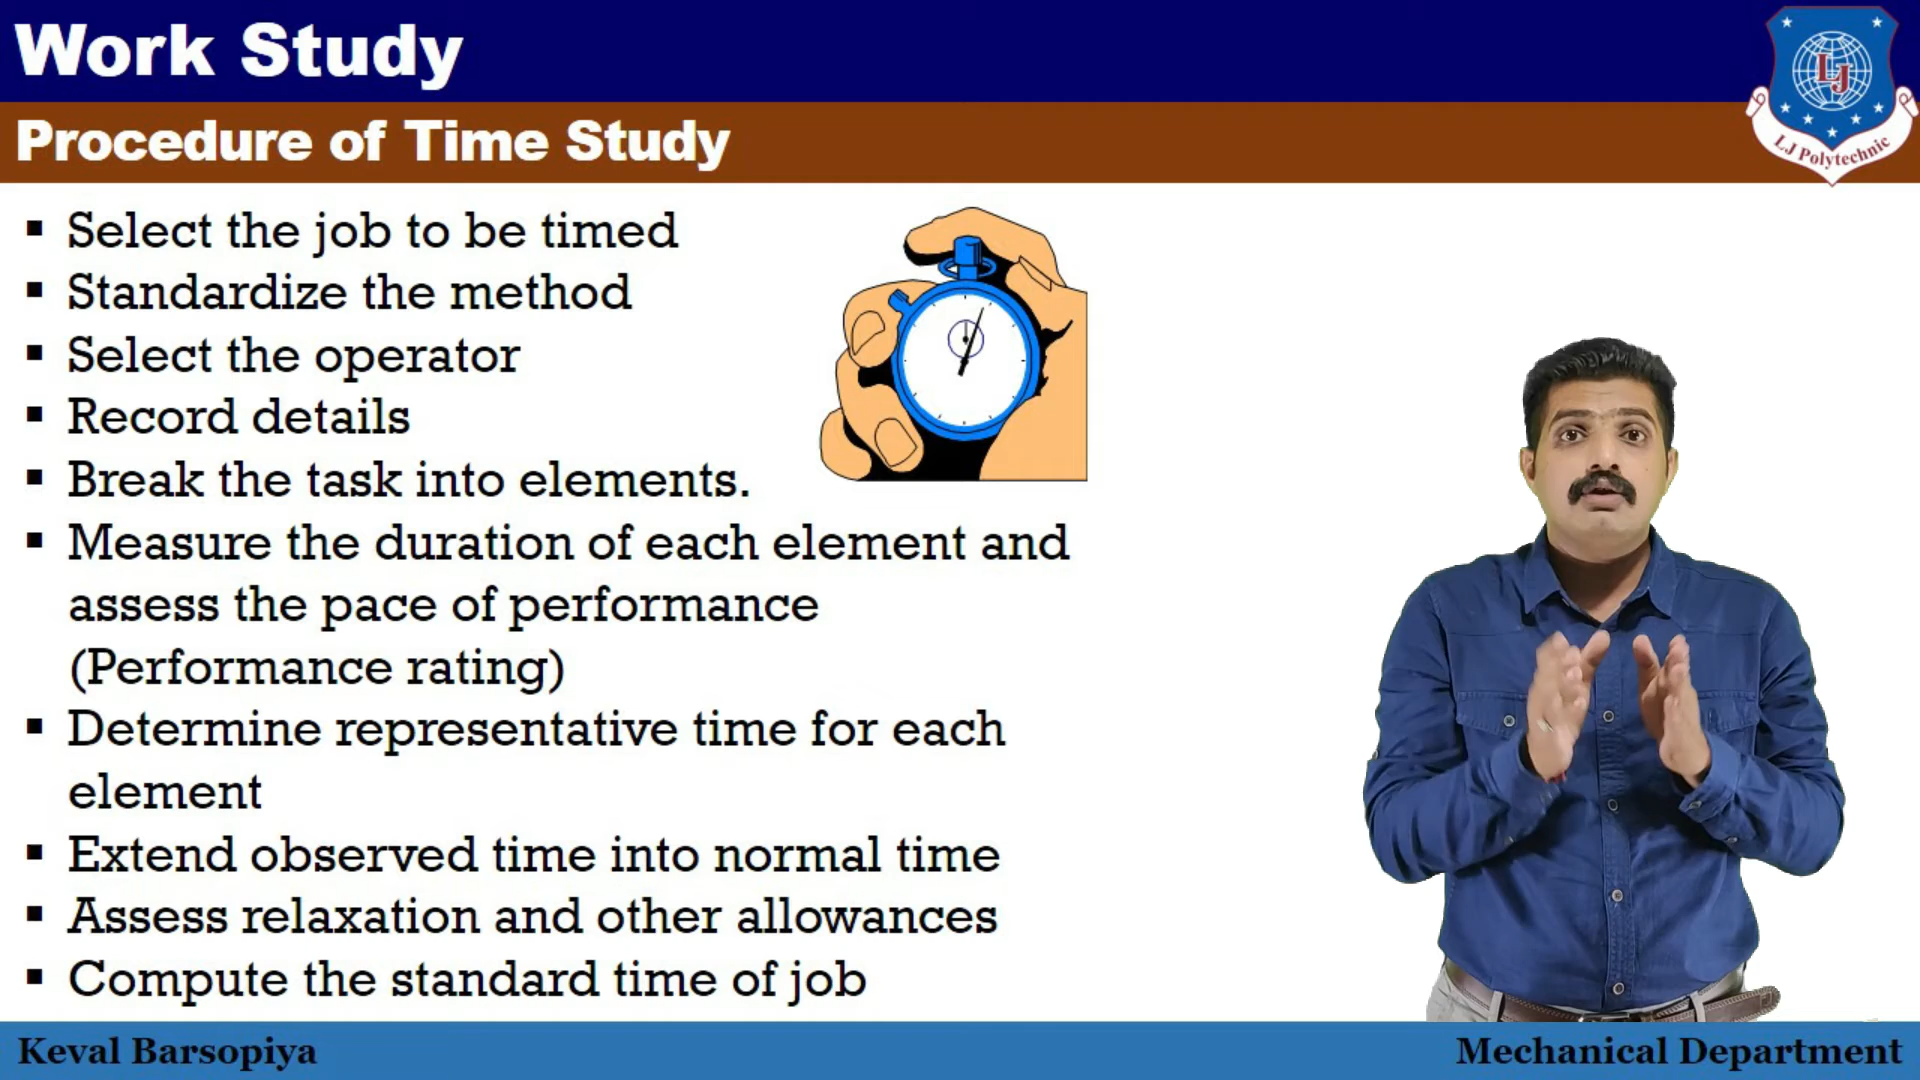 Work Study
LJ
LJ Polytechnic
Procedure of Time Study
▪ Select the job to be timed
▪ Standardize the method
▪ Select the operator
▪ Record details
▪ Break the task into elements.
▪ Measure the duration of each element and
assess the pace of performance
(Performance rating)
▪ Determine representative time for each
element
▪ Extend observed time into normal time
▪ Assess relaxation and other allowances
▪ Compute the standard time of job
Keval Barsopiya
Mechanical Department